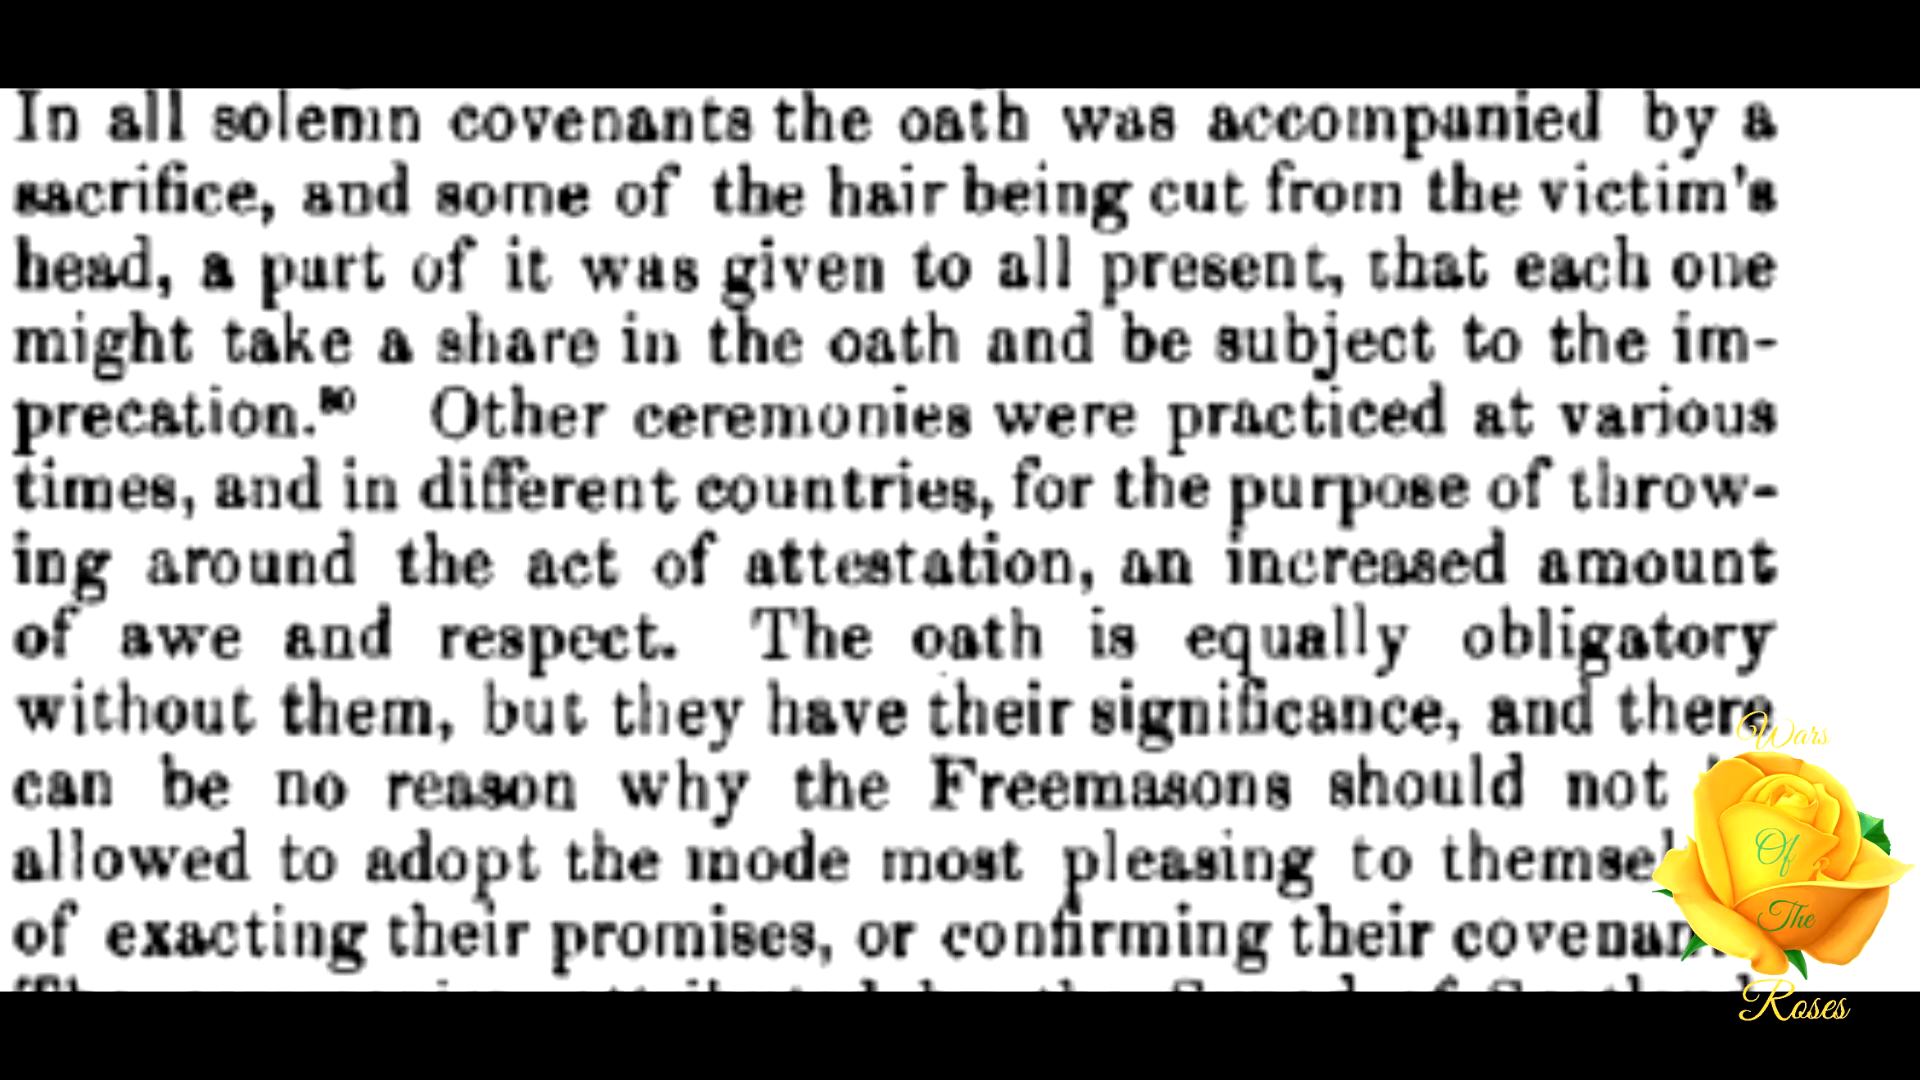 In all solemn covenants the oath was accompanied by a
sacrifice, and some of the hair being cut from the victim's
head, a part of it was given to all present, that each one
might take a share in the oath and be subject to the im-
precation.⁸⁰ Other ceremonies were practiced at various
times, and in different countries, for the purpose of throw-
ing around the act of attestation, an increased amount
of awe and respect. The oath is equally obligatory
without them, but they have their significance, and there
can be no reason why the Freemasons should not
allowed to adopt the mode most pleasing to
of exacting their promises, or confirming their
Wars
Of
The
Roses